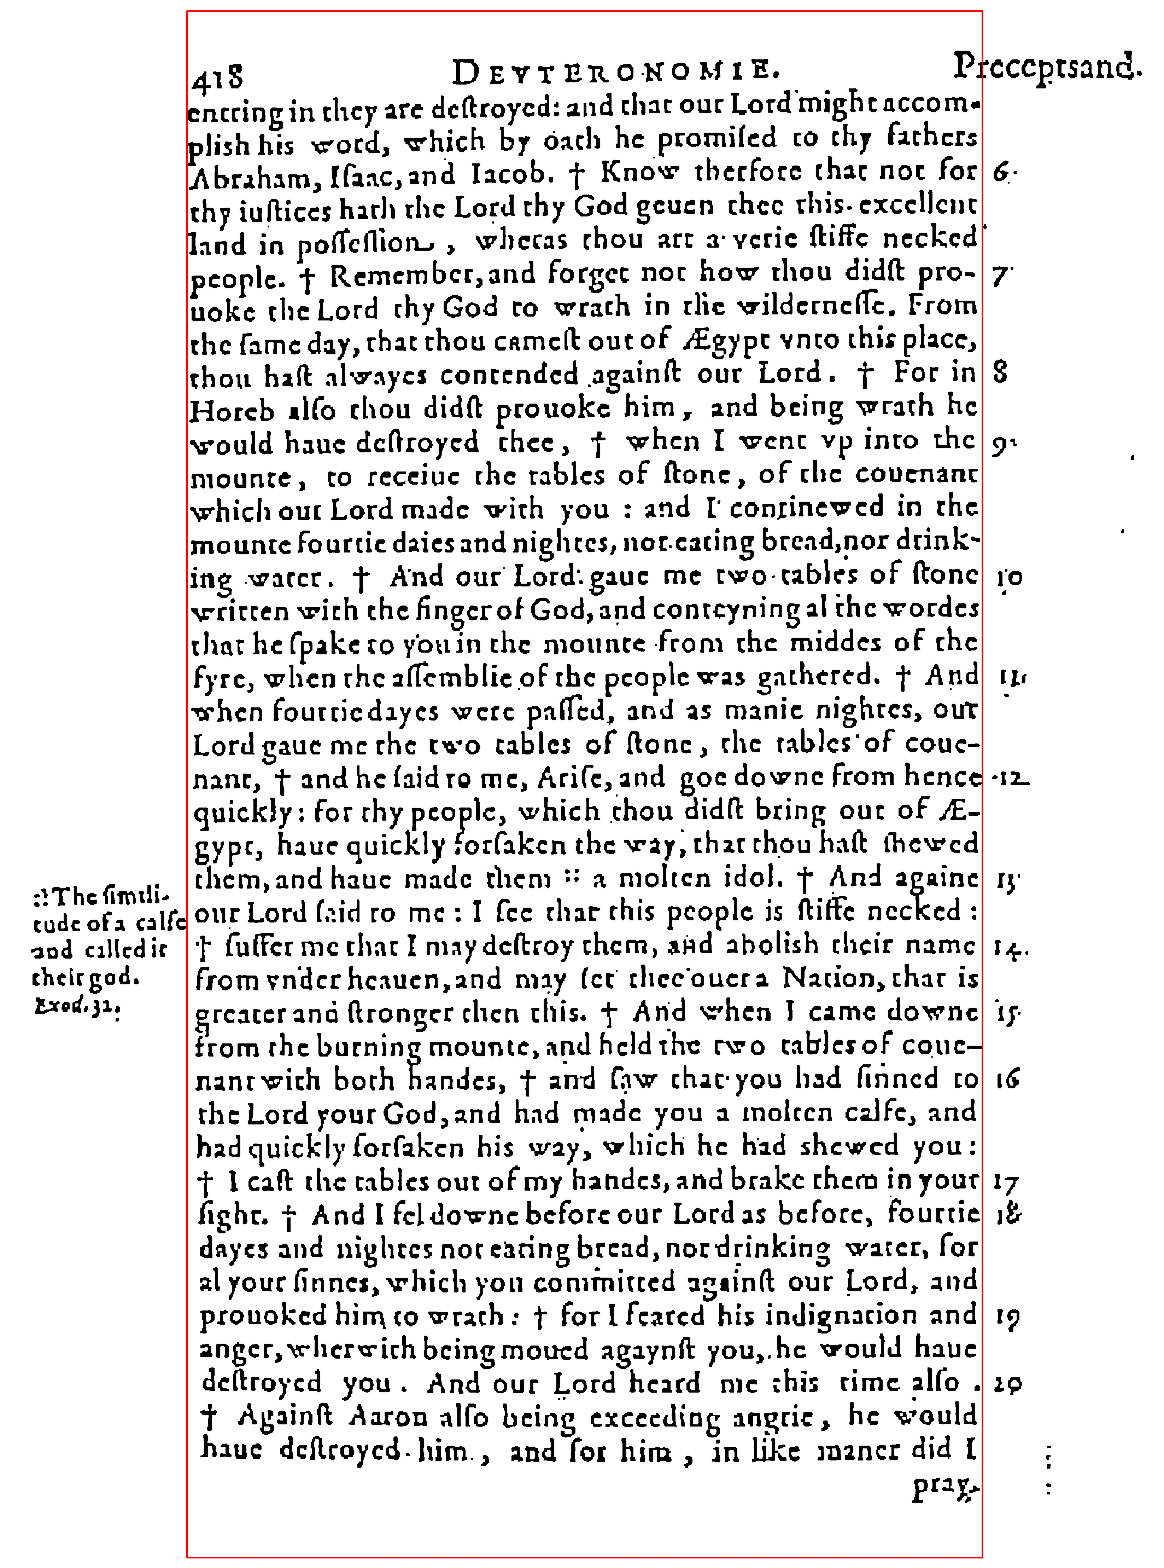 418 DEVTERONOMIE. Preceptsand.
entring in they are deſtroyed: and that our Lord might accom-
plish his word, which by oath he promiſed to thy fathers
Abraham, Iſaac, and Iacob. † Know therfore that not for 6
thy iuſtices hath the Lord thy God geuen thee this excellent
land in poſſeſſion, wheras thou art a verie ſtiffe necked
people. † Remember, and forget not how thou didſt pro- 7
uoke the Lord thy God to wrath in the wilderneſſe. From
the ſame day, that thou cameſt out of Ægypt vnto this place,
thou haſt alwayes contended againſt our Lord. † For in 8
Horeb alſo thou didſt prouoke him, and being wrath he
would haue deſtroyed thee, † when I went vp into the 9
mounte, to receiue the tables of ſtone, of the couenant
which our Lord made with you : and I continewed in the
mounte fourtie daies and nightes, not eating bread, nor drink-
ing water. † And our Lord gaue me two tables of ſtone 10
written with the finger of God, and conteyning al the wordes
that he ſpake to you in the mounte from the middes of the
fyre, when the aſſemblie of the people was gathered. † And 11
when fourtie dayes were paſſed, and as manie nightes, our
Lord gaue me the two tables of ſtone, the tables of coue-
nant, † and he ſaid to me, Ariſe, and goe downe from hence 12
quickly: for thy people, which thou didſt bring out of Æ-
gypt, haue quickly forſaken the way, that thou haſt ſhewed
them, and haue made them :: a molten idol. † And againe 13
our Lord ſaid to me : I ſee that this people is ſtiffe necked :
† ſuffer me that I may deſtroy them, and abolish their name 14
from vnder heauen, and may ſet thee ouer a Nation, that is
greater and ſtronger then this. † And when I came downe 15
from the burning mounte, and held the two tables of coue-
nant with both handes, † and ſaw that you had ſinned to 16
the Lord your God, and had made you a molten calfe, and
had quickly forſaken his way, which he had shewed you :
† I caſt the tables out of my handes, and brake them in your 17
ſight. † And I fel downe before our Lord as before, fourtie 18
dayes and nightes not eating bread, nor drinking water, for
al your ſinnes, which you committed againſt our Lord, and
prouoked him to wrath : † for I feared his indignation and 19
anger, wherwith being moued agaynſt you, he would haue
deſtroyed you. And our Lord heard me this time alſo. 20
† Againſt Aaron alſo being exceeding angrie, he would
haue deſtroyed him, and for him, in like maner did I
pray-
:: The ſimili-
tude of a calfe
and called it
their god.
Exod. 32.